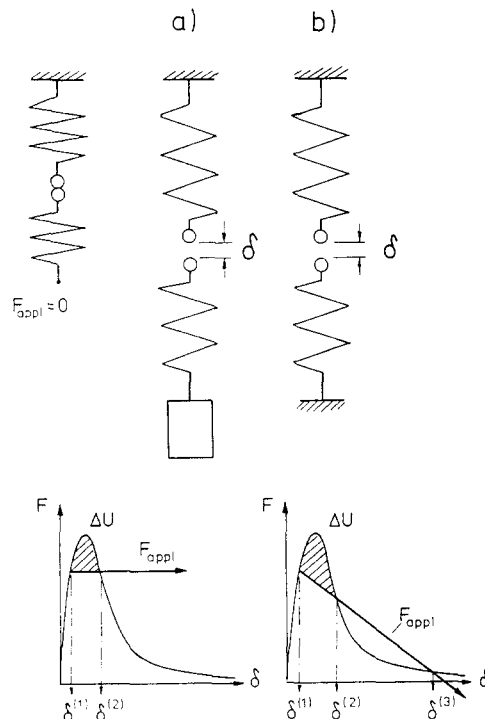 a)
b)
δ
δ
F_appl = 0
F
ΔU
F_appl
δ
δ^(1)
δ^(2)
F
ΔU
F_appl
δ
δ^(1)
δ^(2)
δ^(3)